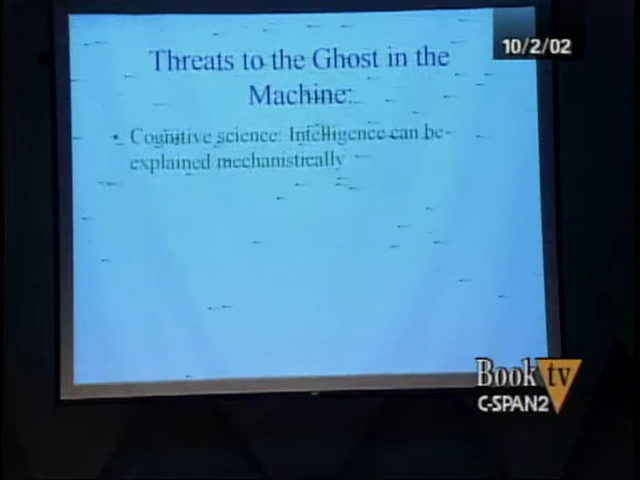 10/2/02
Threats to the Ghost in the
Machine:
• Cognitive science: Intelligence can be
explained mechanistically
Book tv
C-SPAN2